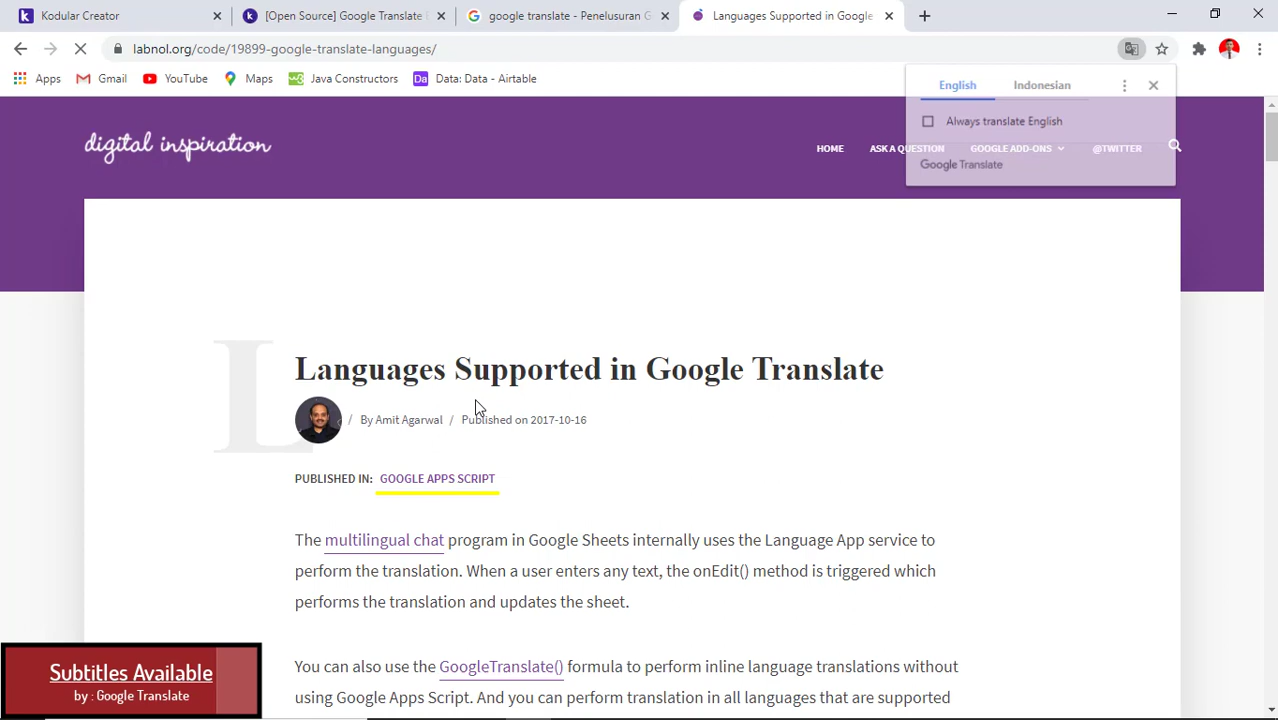 Kodular Creator
[Open Source] Google Translate
google translate - Penelusuran G
Languages Supported in Google
labnol.org/code/19899-google-translate-languages/
Apps
Gmail
YouTube
Maps
Java Constructors
Da
Data: Data - Airtable
English
Indonesian
Always translate English
Google Translate
digital inspiration
HOME
ASK A QUESTION
GOOGLE ADD-ONS
@TWITTER
L
Languages Supported in Google Translate
/ By Amit Agarwal / Published on 2017-10-16
PUBLISHED IN: GOOGLE APPS SCRIPT
The multilingual chat program in Google Sheets internally uses the Language App service to
perform the translation. When a user enters any text, the onEdit() method is triggered which
performs the translation and updates the sheet.
You can also use the GoogleTranslate() formula to perform inline language translations without
using Google Apps Script. And you can perform translation in all languages that are supported
Subtitles Available
by : Google Translate